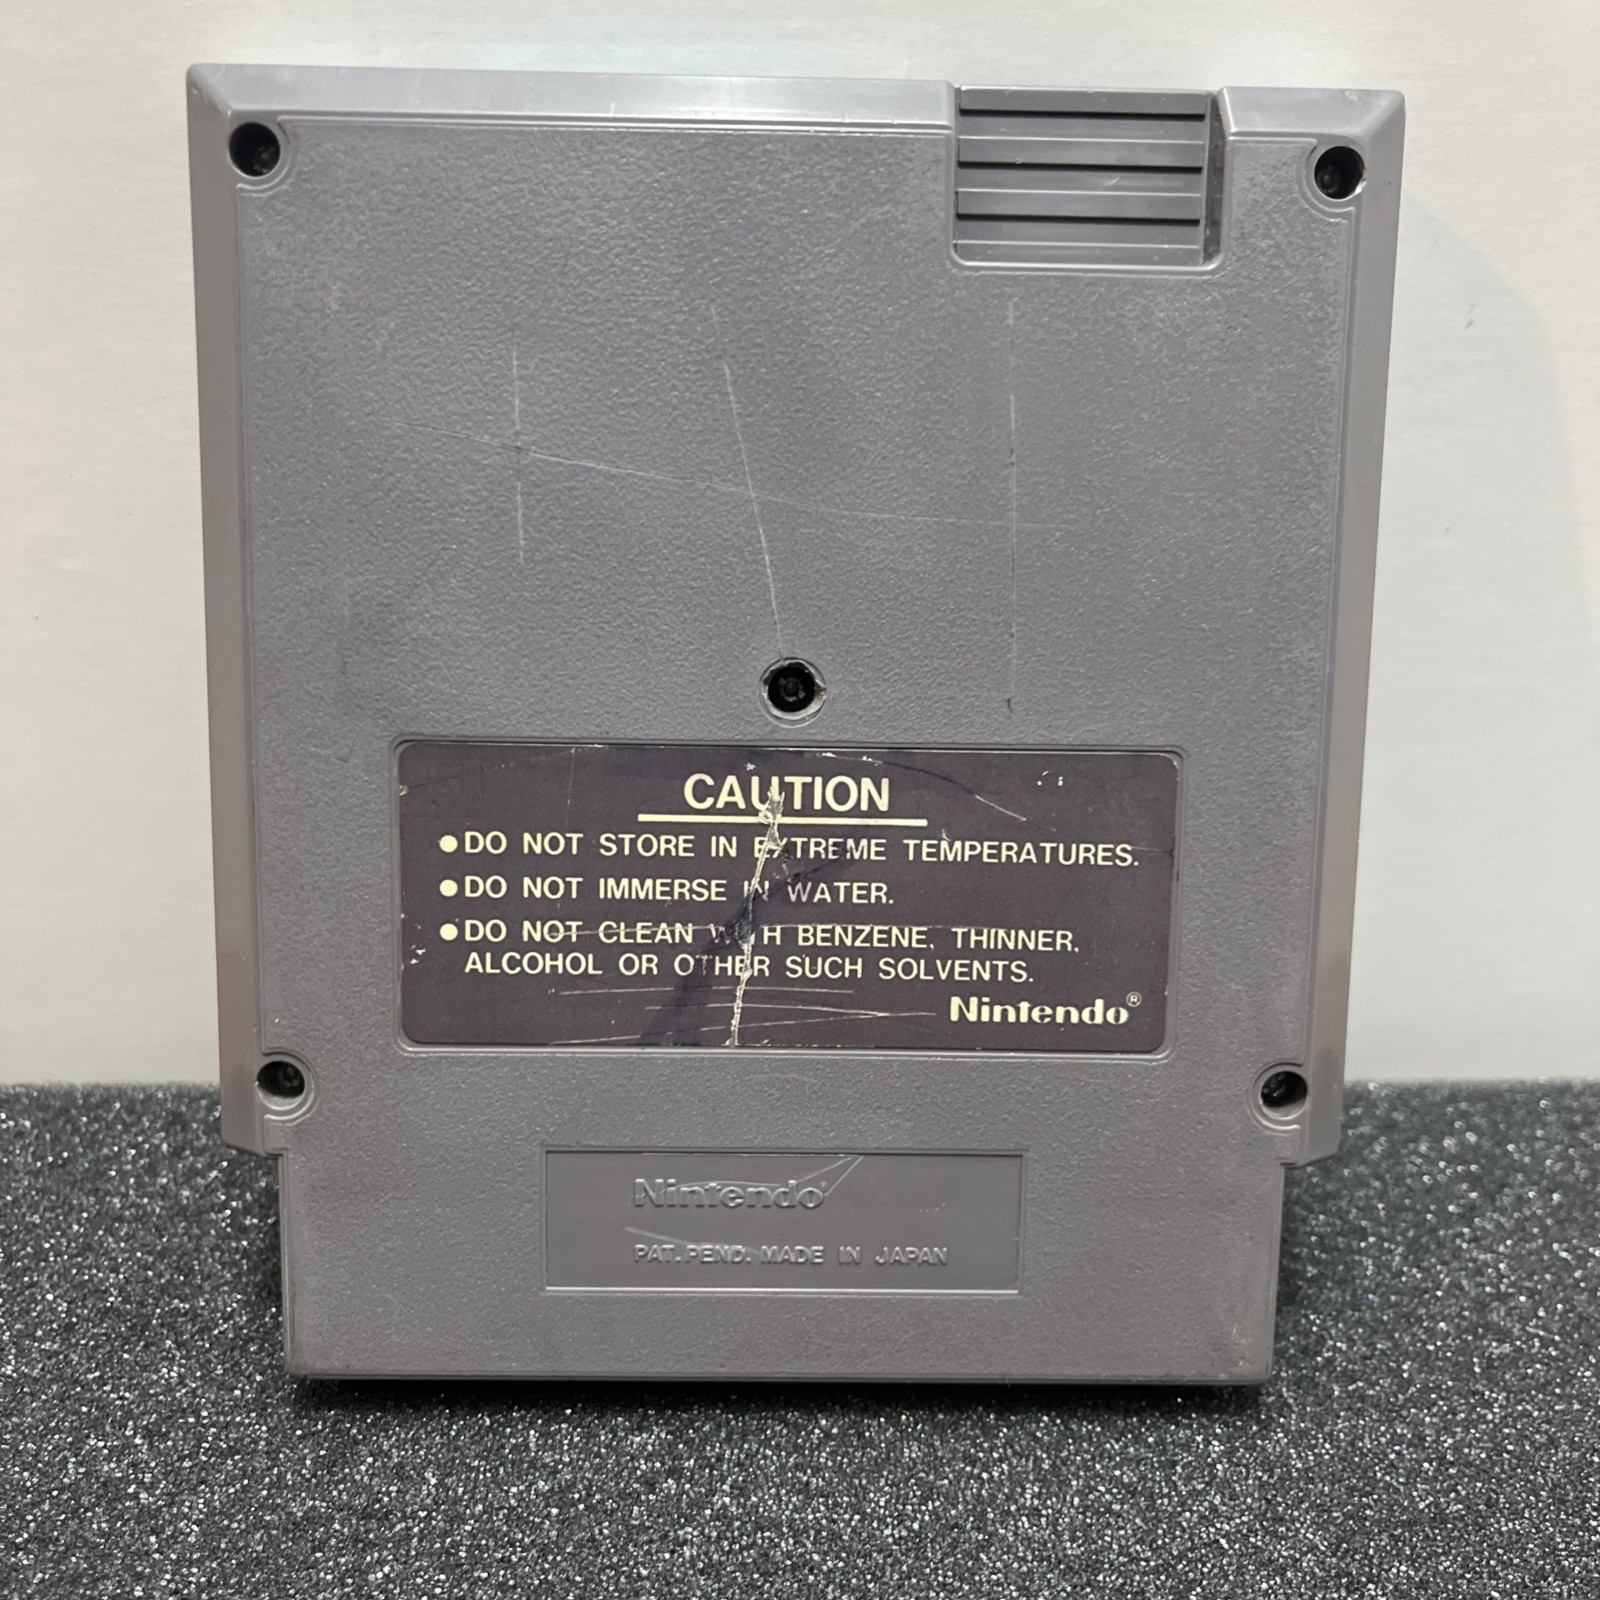 CAUTION
●DO NOT STORE IN EXTREME TEMPERATURES.
●DO NOT IMMERSE IN WATER.
●DO NOT CLEAN WITH BENZENE, THINNER,
ALCOHOL OR OTHER SUCH SOLVENTS.
Nintendo®
Nintendo®
PAT. PEND. MADE IN JAPAN